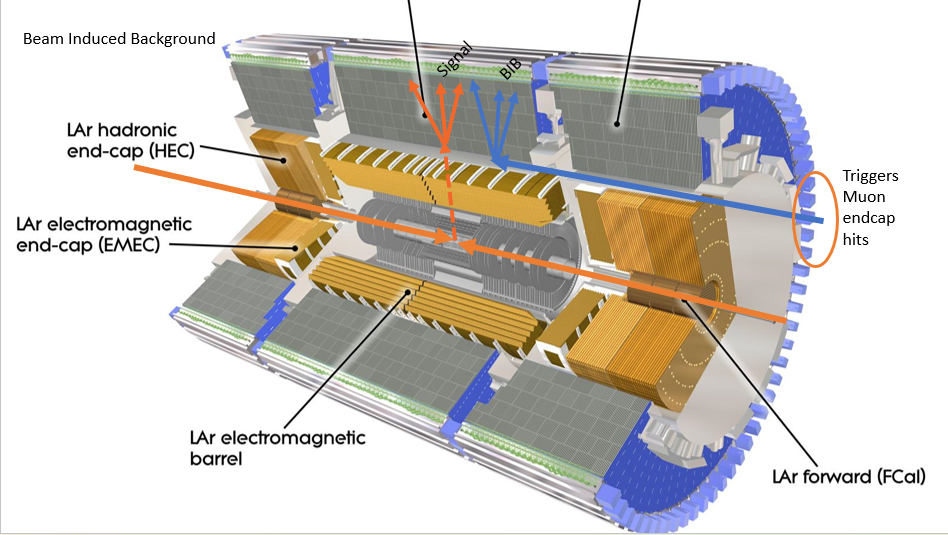 Beam Induced Background
Signal
BIB
LAr hadronic
end-cap (HEC)
Triggers
Muon
endcap
hits
LAr electromagnetic
end-cap (EMEC)
LAr electromagnetic
barrel
LAr forward (FCal)